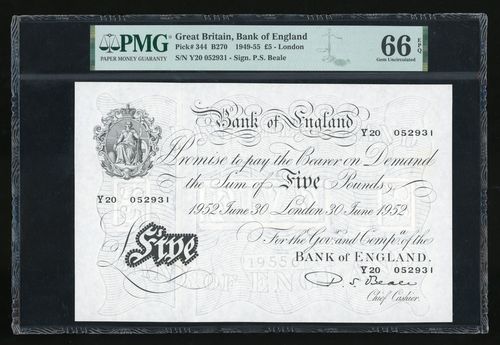 PMG
PAPER MONEY GUARANTY
Great Britain, Bank of England
Pick# 344 B270 1949-55 £5 - London
S/N Y20 052931 - Sign. P.S. Beale
66 EPQ
Gem Uncirculated
Bank of England
Y20 052931
I Promise to pay the Bearer on Demand
the Sum of Five Pounds
Y20 052931
1952 June 30 London 30 June 1952
For the Govr. and Compa. of the
BANK OF ENGLAND.
Five
Y20 052931
P. S. Beale
Chief Cashier.